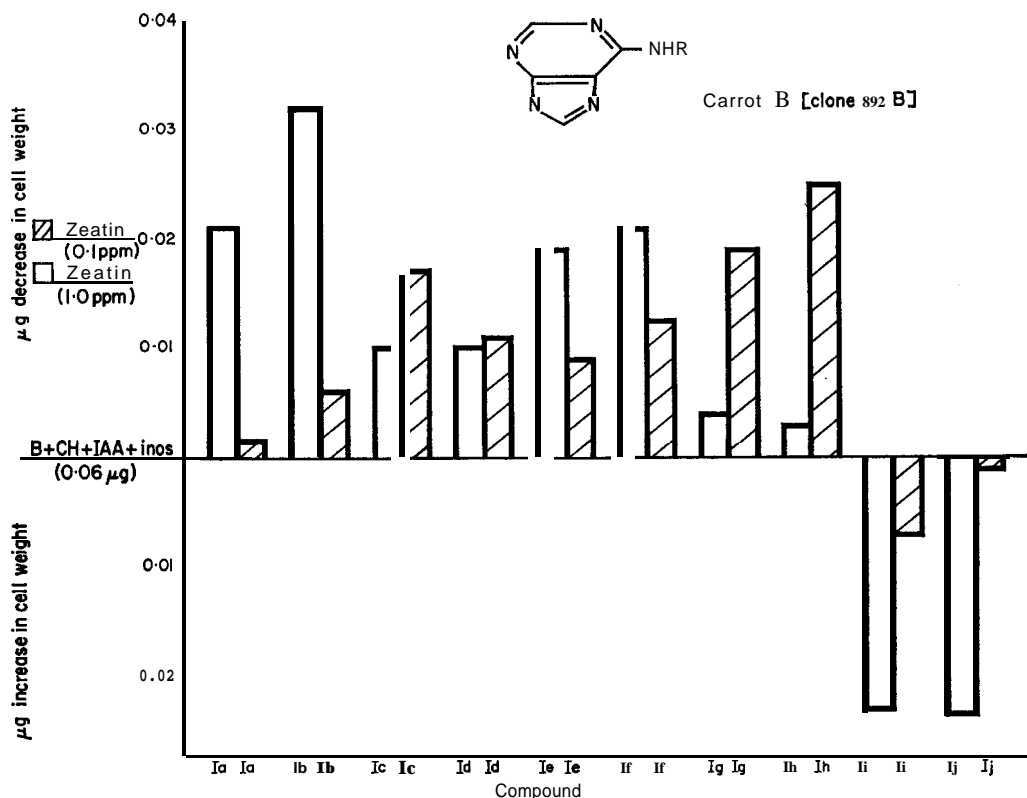 0.04
N
N
NHR
N
N
Carrot B [clone 892 B]
0.03
μg decrease in cell weight
Zeatin
(0.1ppm)
0.02
Zeatin
(1.0ppm)
0.01
B+CH+IAA+inos
(0.06 μg)
μg increase in cell weight
0.01
0.02
Ia Ia Ib Ib Ic Ic Id Id Ie Ie If If Ig Ig Ih Ih Ii Ii Ij Ij
Compound